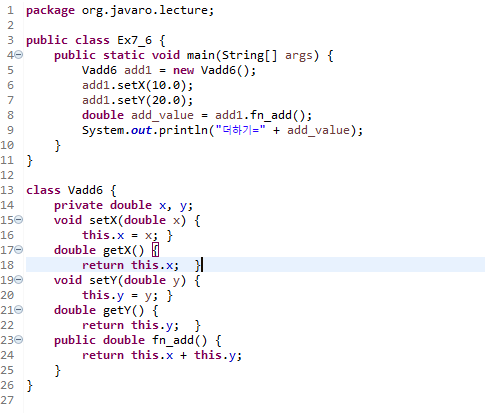 1 package org.javaro.lecture;
2
3 public class Ex7_6 {
4 public static void main(String[] args) {
5 Vadd6 add1 = new Vadd6();
6 add1.setX(10.0);
7 add1.setY(20.0);
8 double add_value = add1.fn_add();
9 System.out.println("더하기=" + add_value);
10 }
11 }
12
13 class Vadd6 {
14 private double x, y;
15 void setX(double x) {
16 this.x = x; }
17 double getX() {
18 return this.x; }
19 void setY(double y) {
20 this.y = y; }
21 double getY() {
22 return this.y; }
23 public double fn_add() {
24 return this.x + this.y;
25 }
26 }
27